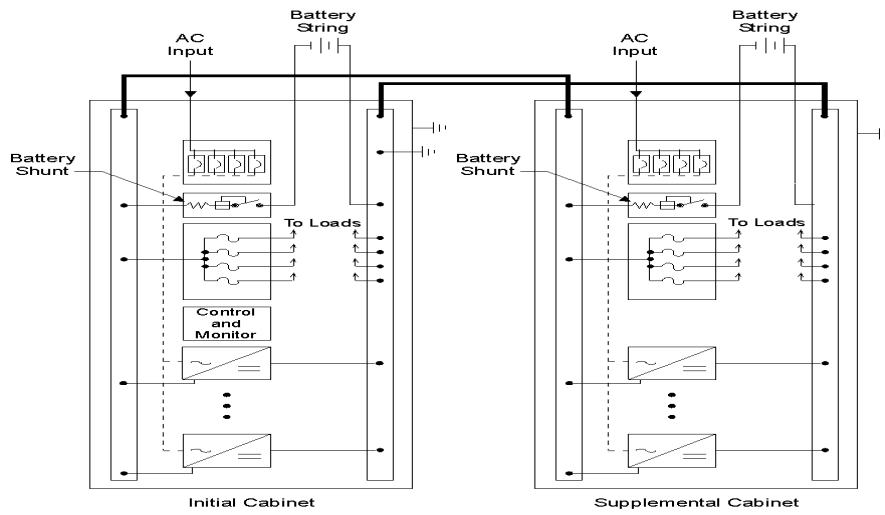 Battery
String
AC
Input
Battery
Shunt
To Loads
Control
and
Monitor
Initial Cabinet
Battery
String
AC
Input
Battery
Shunt
To Loads
Supplemental Cabinet